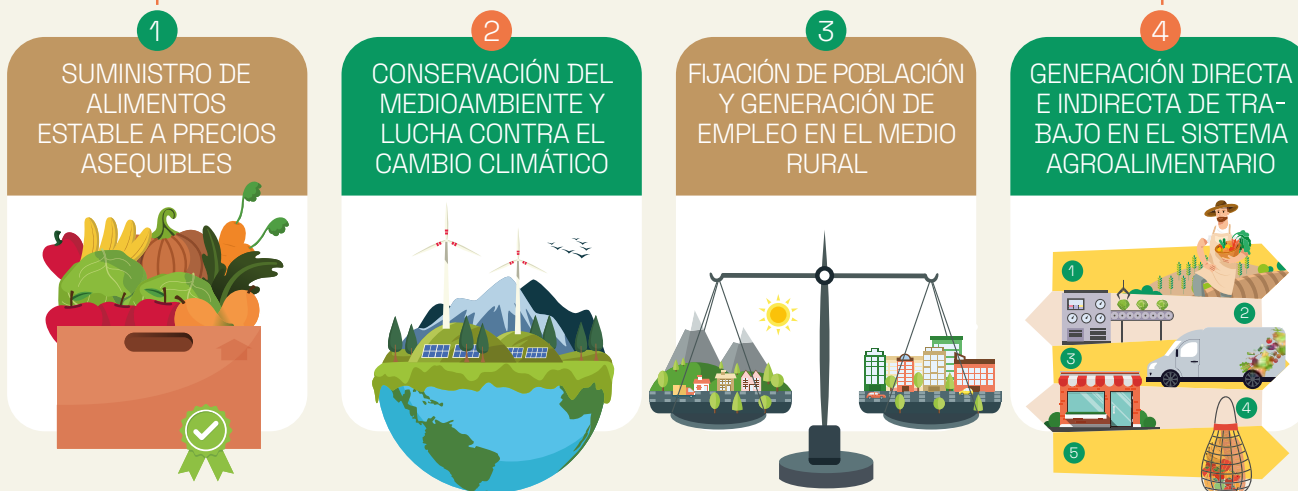 1
SUMINISTRO DE
ALIMENTOS
ESTABLE A PRECIOS
ASEQUIBLES
2
CONSERVACIÓN DEL
MEDIOAMBIENTE Y
LUCHA CONTRA EL
CAMBIO CLIMÁTICO
3
FIJACIÓN DE POBLACIÓN
Y GENERACIÓN DE
EMPLEO EN EL MEDIO
RURAL
4
GENERACIÓN DIRECTA
E INDIRECTA DE TRA-
BAJO EN EL SISTEMA
AGROALIMENTARIO
1
2
3
4
5